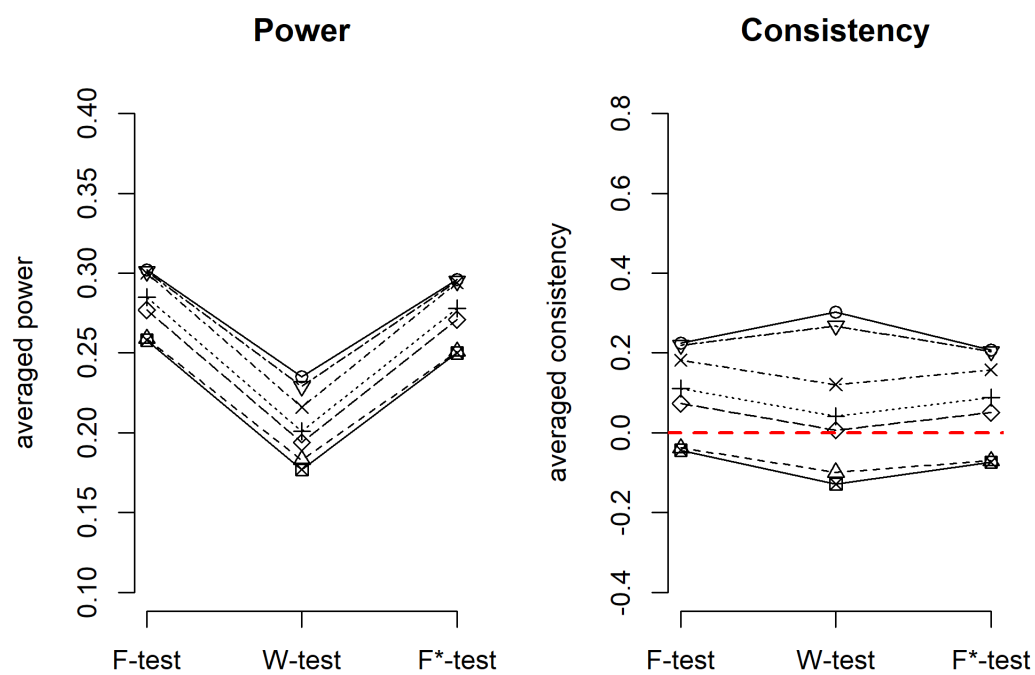 Power
averaged power
0.40
0.35
0.30
0.25
0.20
0.15
0.10
F-test W-test F*-test
Consistency
averaged consistency
0.8
0.6
0.4
0.2
0.0
-0.2
-0.4
F-test W-test F*-test